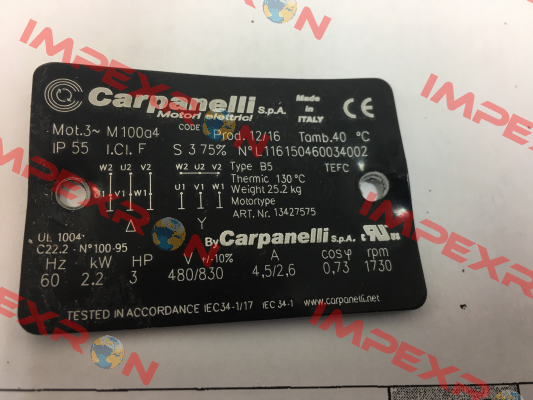 Carpanelli S.p.A.
Motori elettrici
Made in
ITALY
CE
Mot.3~ M100a4 CODE Prod. 12/16 Tamb.40 °C
IP 55 I.Cl. F S 3 75% N°L116150460034002
W2 U2 V2 W2 U2 V2 Type B5 TEFC
Thermic 130°C
U1 V1 W1 U1 V1 W1 Weight 25.2 kg
Motortype
Δ Y ART. Nr. 13427575
UL 1004
C22.2 · N°100-95
By Carpanelli S.p.A.
Hz kW HP V +/-10% A cosφ rpm
60 2.2 3 480/830 4,5/2,6 0,73 1730
TESTED IN ACCORDANCE IEC34-1/17 IEC 34-1 www.carpanelli.net
IMPEXRON
IMPEXRON
IMPEXRON
IMPEXRON
IMPEXRON